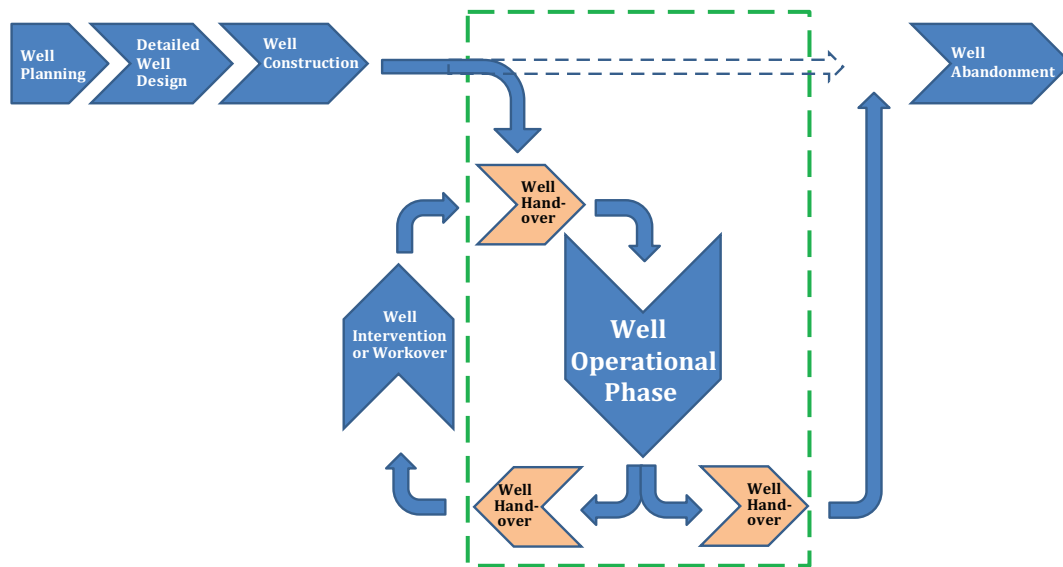 Well
Planning
Detailed
Well
Design
Well
Construction
Well
Abandonment
Well
Hand-
over
Well
Intervention
or Workover
Well
Operational
Phase
Well
Hand-
over
Well
Hand-
over